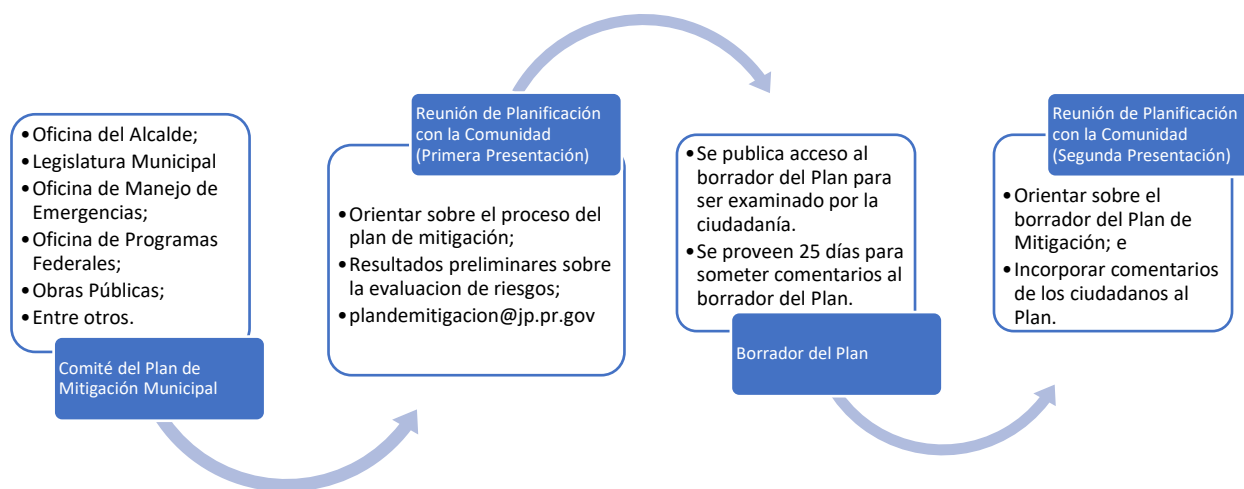 •Oficina del Alcalde;
•Legislatura Municipal
•Oficina de Manejo de
Emergencias;
•Oficina de Programas
Federales;
•Obras Públicas;
•Entre otros.
Comité del Plan de
Mitigación Municipal
Reunión de Planificación
con la Comunidad
(Primera Presentación)
•Orientar sobre el proceso del
plan de mitigación;
•Resultados preliminares sobre
la evaluacion de riesgos;
•plandemitigacion@jp.pr.gov
•Se publica acceso al
borrador del Plan para
ser examinado por la
ciudadanía.
•Se proveen 25 días para
someter comentarios al
borrador del Plan.
Borrador del Plan
Reunión de Planificación
con la Comunidad
(Segunda Presentación)
•Orientar sobre el
borrador del Plan de
Mitigación; e
•Incorporar comentarios
de los ciudadanos al
Plan.